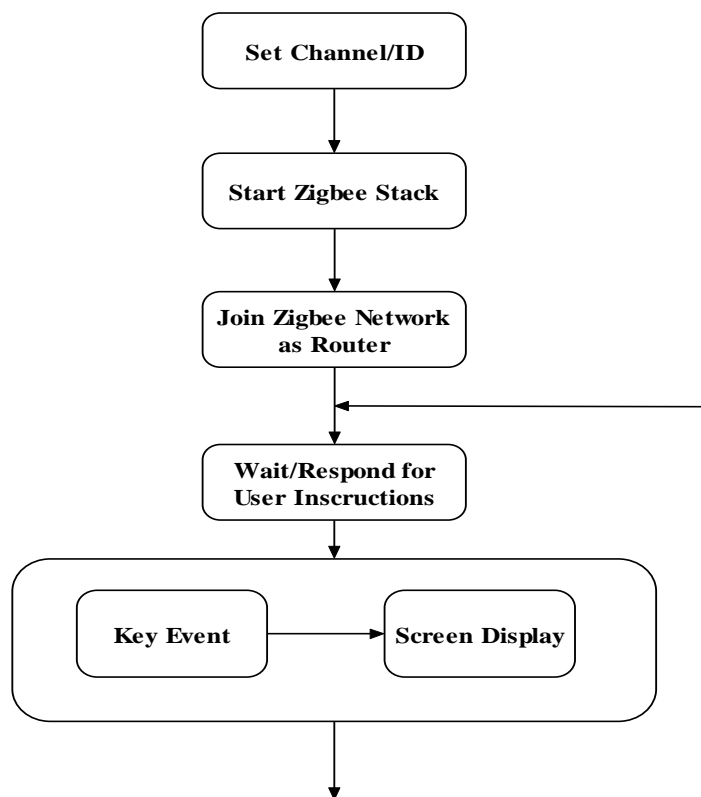 Set Channel/ID
Start Zigbee Stack
Join Zigbee Network
as Router
Wait/Respond for
User Inscructions
Key Event
Screen Display